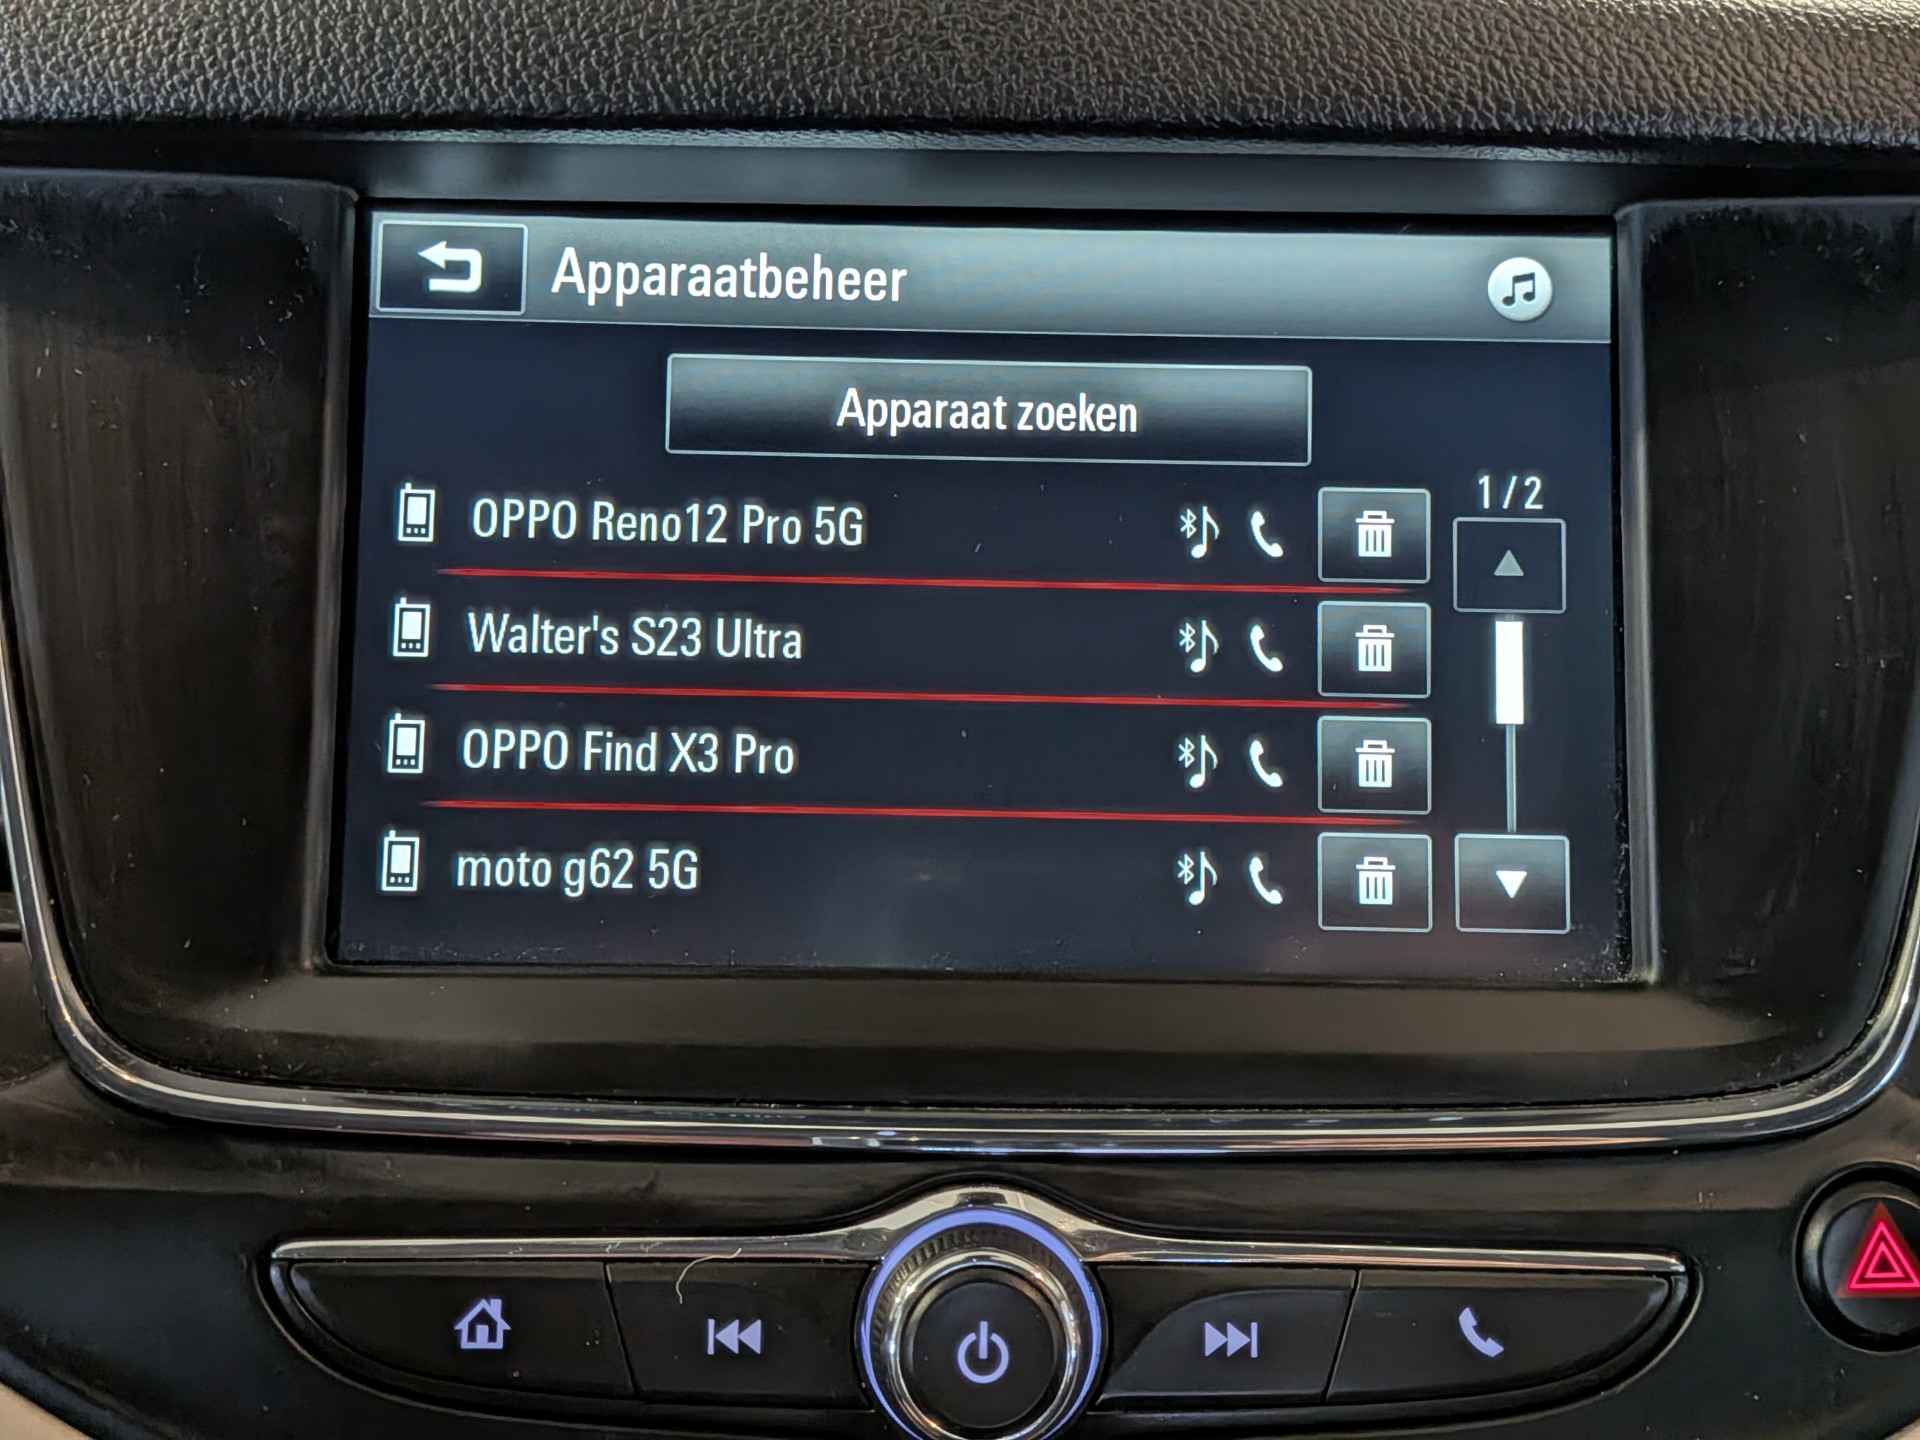 Apparaatbeheer
Apparaat zoeken
1/2
OPPO Reno12 Pro 5G
Walter's S23 Ultra
OPPO Find X3 Pro
moto g62 5G